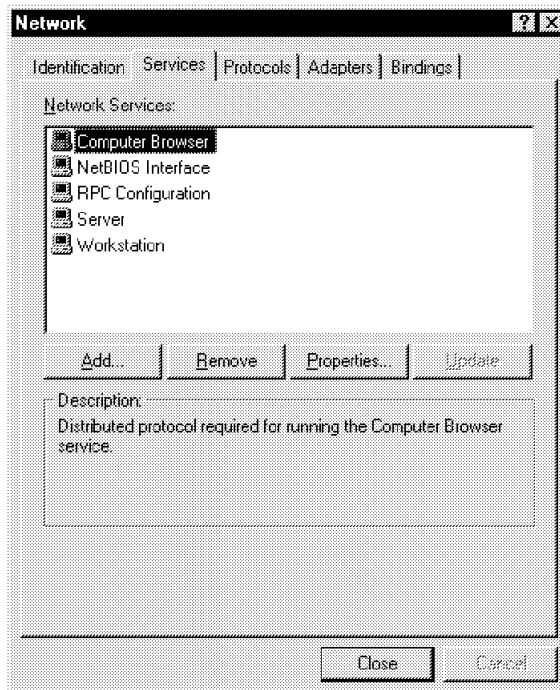 Network
Identification Services Protocols Adapters Bindings
Network Services:
Computer Browser
NetBIOS Interface
RPC Configuration
Server
Workstation
Add... Remove Properties... Update
Description:
Distributed protocol required for running the Computer Browser
service.
Close Cancel